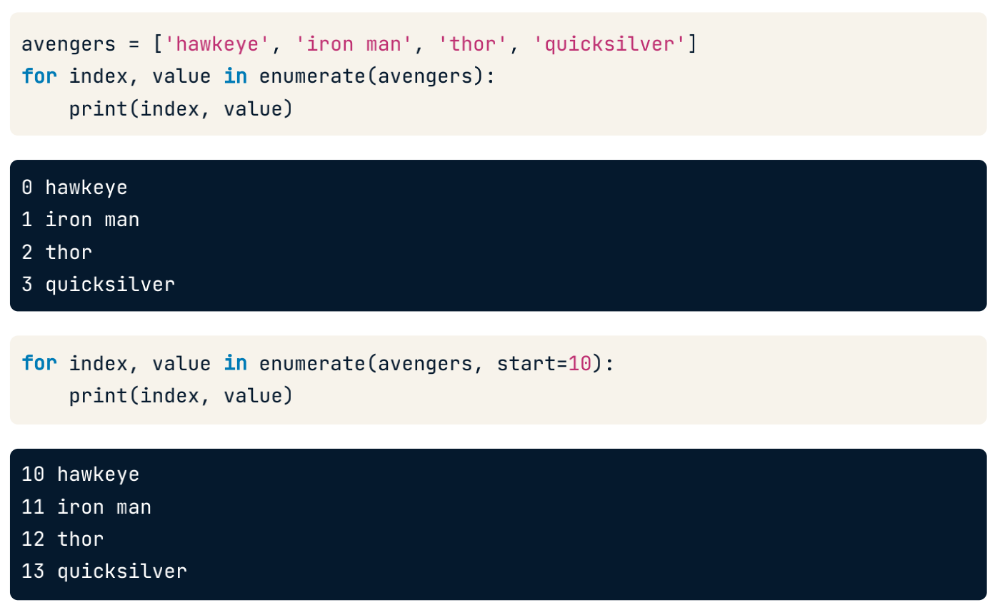 avengers = ['hawkeye', 'iron man', 'thor', 'quicksilver']
for index, value in enumerate(avengers):
    print(index, value)
0 hawkeye
1 iron man
2 thor
3 quicksilver
for index, value in enumerate(avengers, start=10):
    print(index, value)
10 hawkeye
11 iron man
12 thor
13 quicksilver